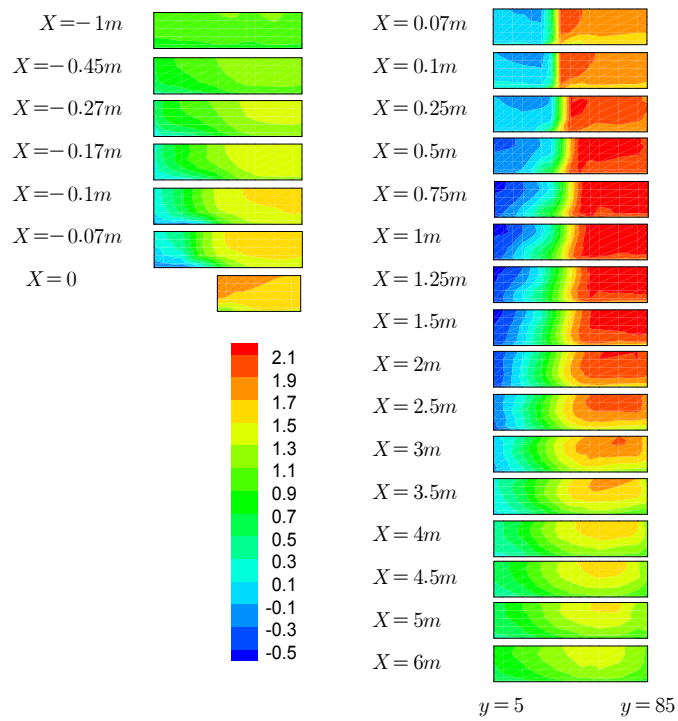 X=−1m
X=−0.45m
X=−0.27m
X=−0.17m
X=−0.1m
X=−0.07m
X=0
2.1
1.9
1.7
1.5
1.3
1.1
0.9
0.7
0.5
0.3
0.1
-0.1
-0.3
-0.5
X=0.07m
X=0.1m
X=0.25m
X=0.5m
X=0.75m
X=1m
X=1.25m
X=1.5m
X=2m
X=2.5m
X=3m
X=3.5m
X=4m
X=4.5m
X=5m
X=6m
y=5
y=85